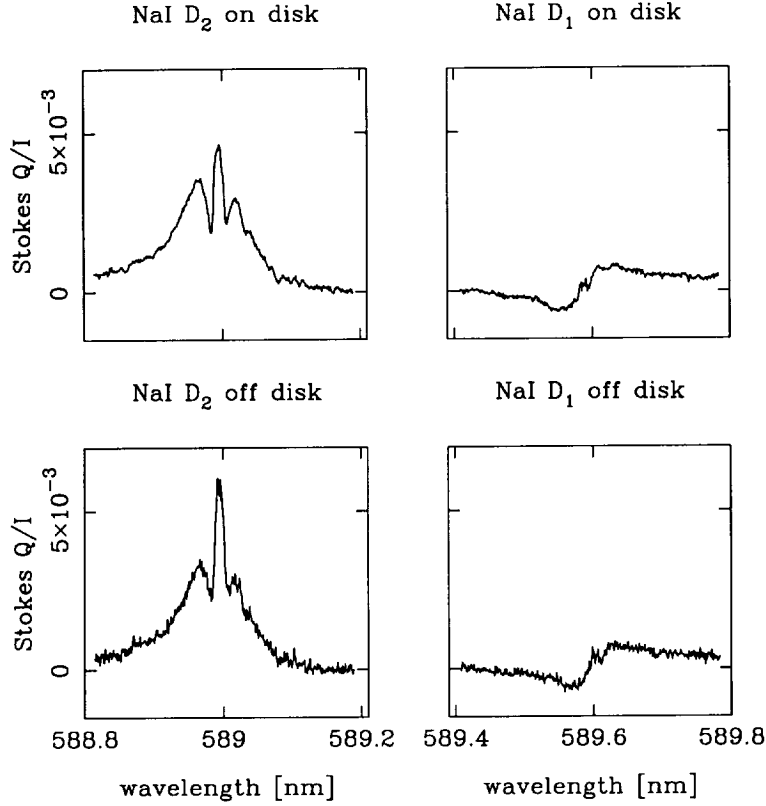 NaI D₂ on disk
NaI D₁ on disk
Stokes Q/I
5×10⁻³
0
NaI D₂ off disk
NaI D₁ off disk
Stokes Q/I
5×10⁻³
0
588.8 589 589.2
589.4 589.6 589.8
wavelength [nm]
wavelength [nm]